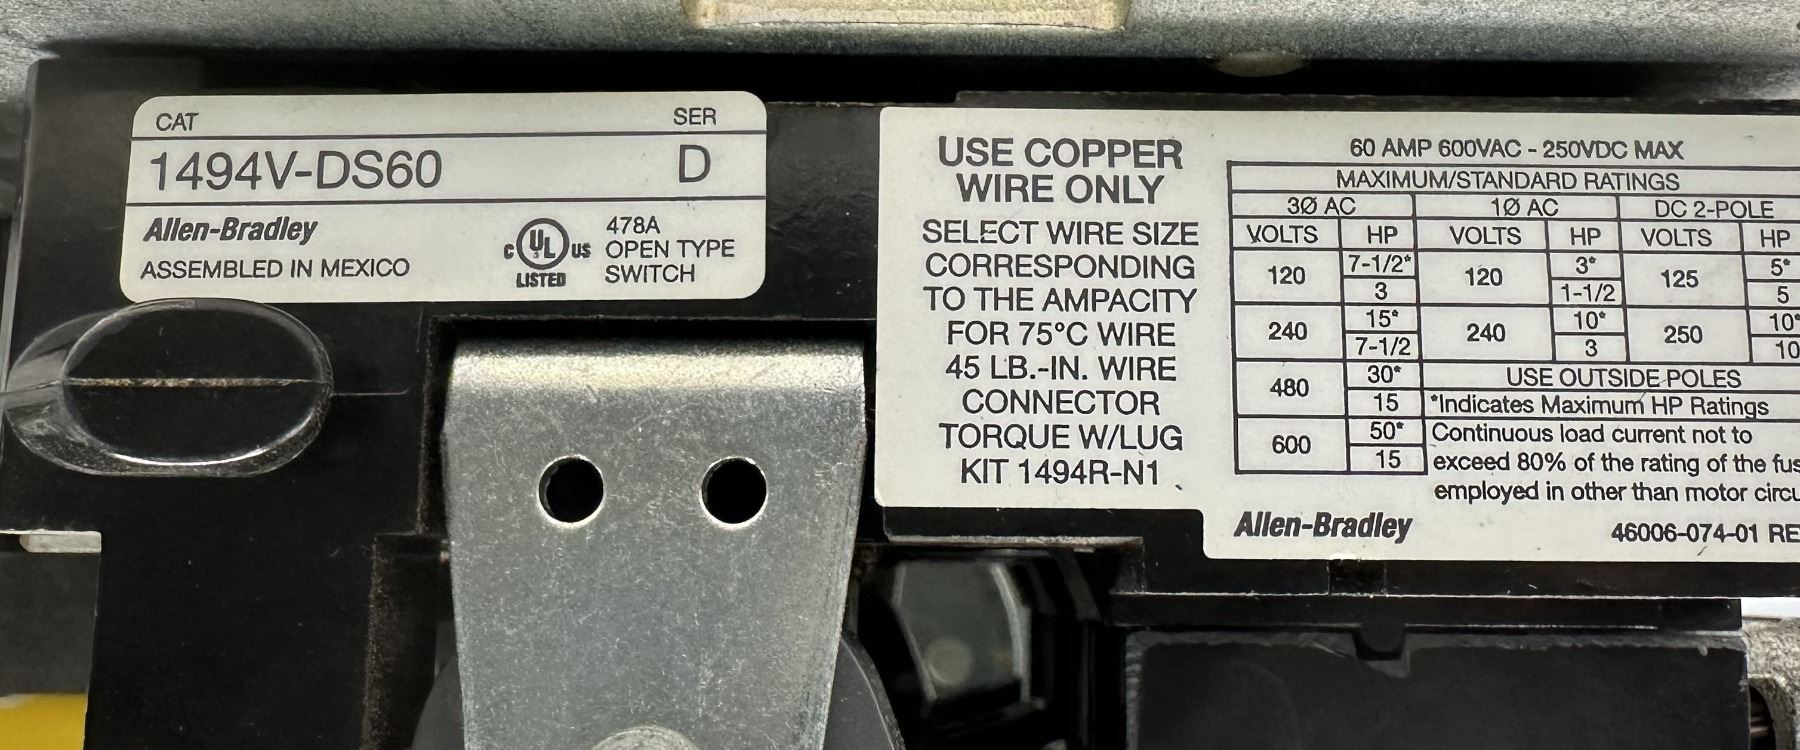 CAT SER
1494V-DS60 D
Allen-Bradley
ASSEMBLED IN MEXICO
C UL US
LISTED
478A
OPEN TYPE
SWITCH
USE COPPER
WIRE ONLY
SELECT WIRE SIZE
CORRESPONDING
TO THE AMPACITY
FOR 75°C WIRE
45 LB.-IN. WIRE
CONNECTOR
TORQUE W/LUG
KIT 1494R-N1
60 AMP 600VAC - 250VDC MAX
MAXIMUM/STANDARD RATINGS
3Ø AC 1Ø AC DC 2-POLE
VOLTS HP VOLTS HP VOLTS HP
120 7-1/2* 120 3* 125 5*
3 1-1/2 5
240 15* 240 10* 250 10*
7-1/2 3 10
480 30* USE OUTSIDE POLES
15 *Indicates Maximum HP Ratings
600 50* Continuous load current not to
15 exceed 80% of the rating of the
employed in other than motor
Allen-Bradley 46006-074-01